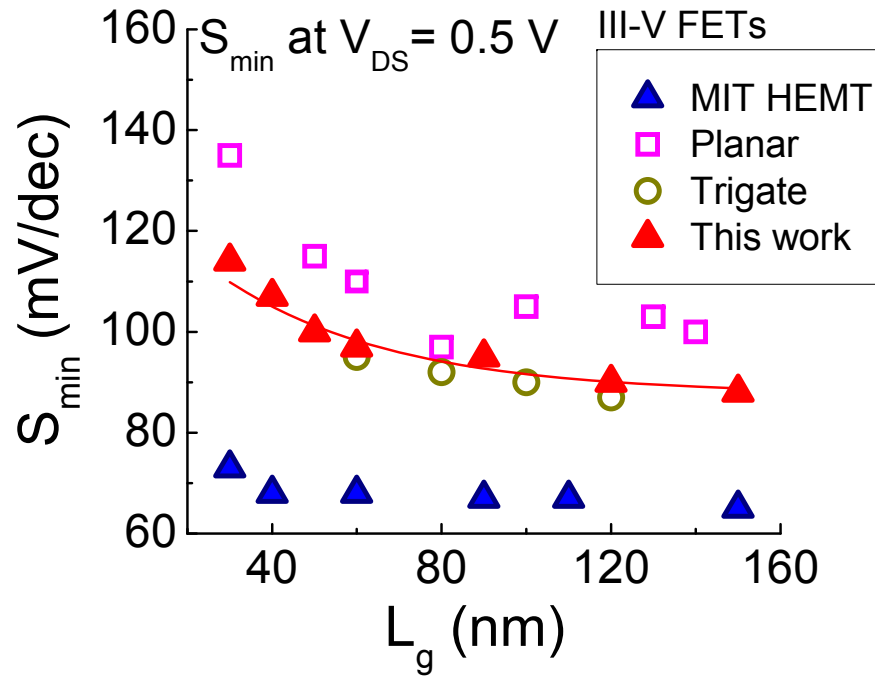 S_min at V_DS = 0.5 V
III-V FETs
MIT HEMT
Planar
Trigate
This work
S_min (mV/dec)
160
140
120
100
80
60
40
80
120
160
L_g (nm)